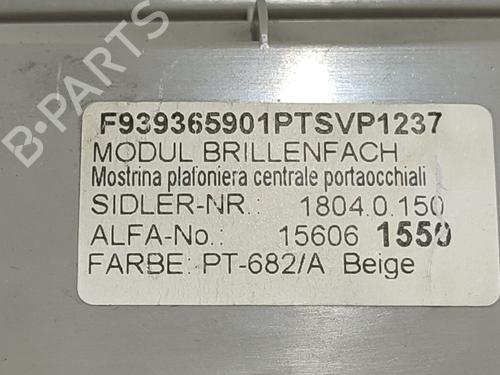 F939365901PTSVP1237
MODUL BRILLENFACH
Mostrina plafoniera centrale portaocchiali
SIDLER-NR.: 1804.0.150
ALFA-No.: 15606 1550
FARBE: PT-682/A Beige
B-PARTS